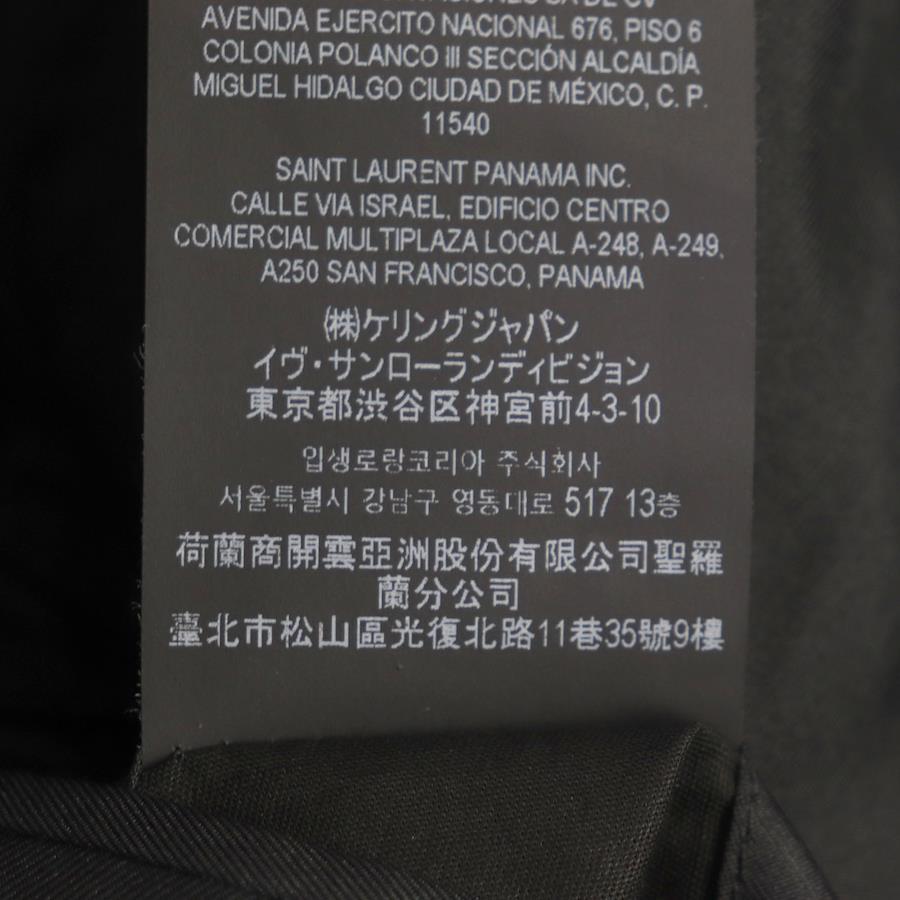 SA DE CV
AVENIDA EJERCITO NACIONAL 676, PISO 6
COLONIA POLANCO III SECCIÓN ALCALDÍA
MIGUEL HIDALGO CIUDAD DE MÉXICO, C. P.
11540
SAINT LAURENT PANAMA INC.
CALLE VIA ISRAEL, EDIFICIO CENTRO
COMERCIAL MULTIPLAZA LOCAL A-248, A-249,
A250 SAN FRANCISCO, PANAMA
㈱ケリングジャパン
イヴ・サンローランディビジョン
東京都渋谷区神宮前4-3-10
입생로랑코리아 주식회사
서울특별시 강남구 영동대로 517 13층
荷蘭商開雲亞洲股份有限公司聖羅
蘭分公司
臺北市松山區光復北路11巷35號9樓